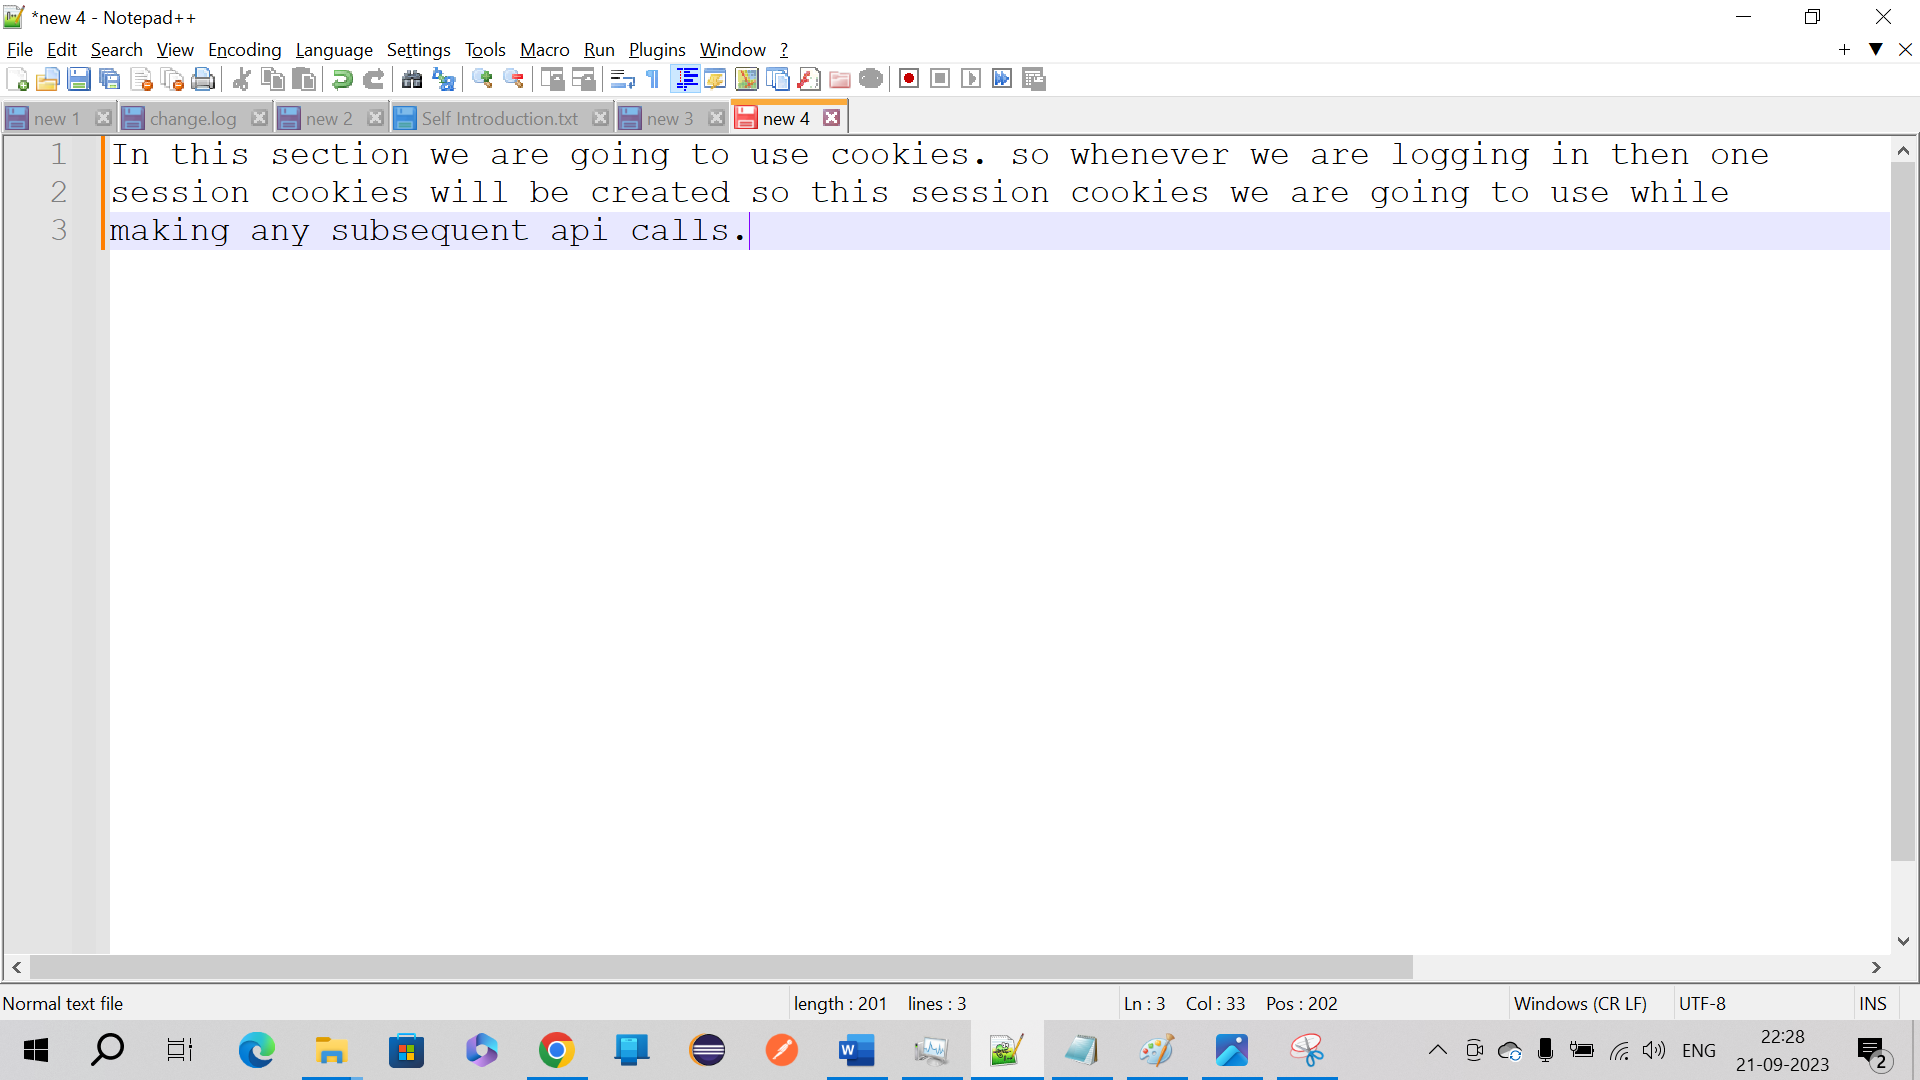 *new 4 - Notepad++
File Edit Search View Encoding Language Settings Tools Macro Run Plugins Window ?
new 1 change.log new 2 Self Introduction.txt new 3 new 4
1 In this section we are going to use cookies. so whenever we are logging in then one
2 session cookies will be created so this session cookies we are going to use while
3 making any subsequent api calls.
Normal text file length : 201 lines : 3 Ln : 3 Col : 33 Pos : 202 Windows (CR LF) UTF-8 INS
ENG 22:28
21-09-2023 2